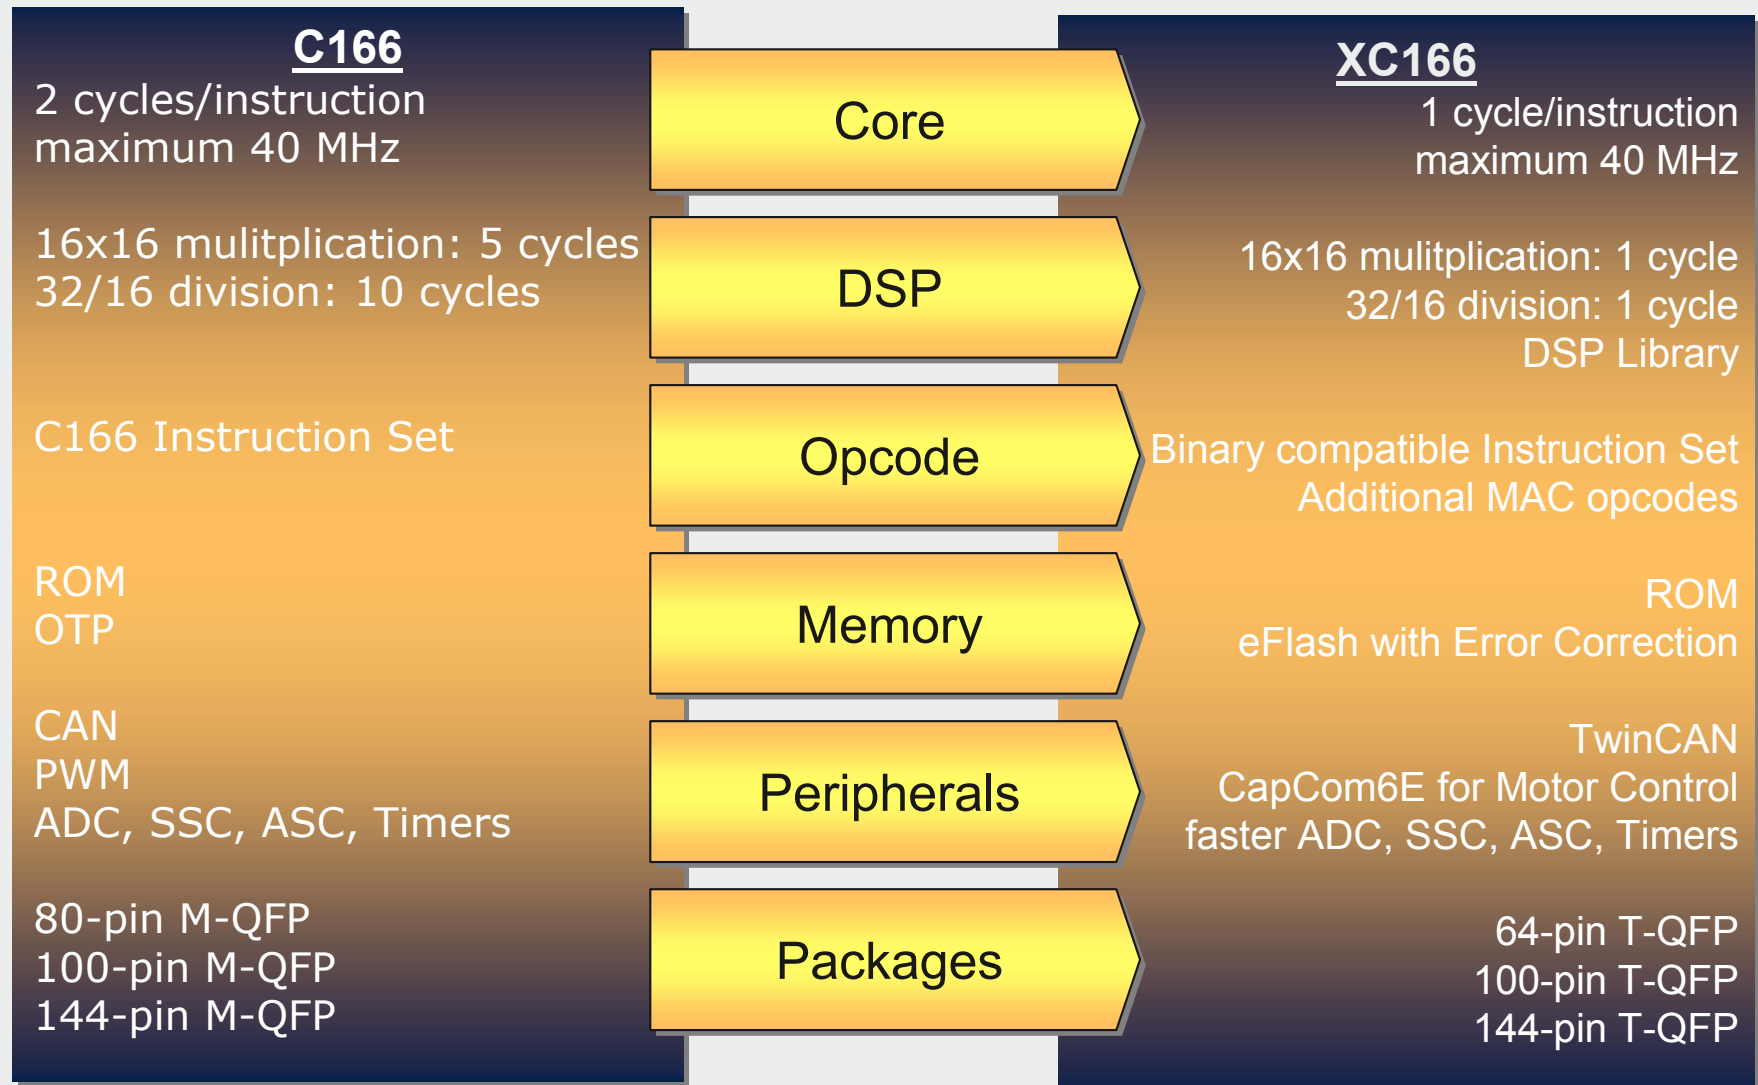 C166
2 cycles/instruction
maximum 40 MHz
16x16 mulitplication: 5 cycles
32/16 division: 10 cycles
C166 Instruction Set
ROM
OTP
CAN
PWM
ADC, SSC, ASC, Timers
80-pin M-QFP
100-pin M-QFP
144-pin M-QFP
Core
DSP
Opcode
Memory
Peripherals
Packages
XC166
1 cycle/instruction
maximum 40 MHz
16x16 mulitplication: 1 cycle
32/16 division: 1 cycle
DSP Library
Binary compatible Instruction Set
Additional MAC opcodes
ROM
eFlash with Error Correction
TwinCAN
CapCom6E for Motor Control
faster ADC, SSC, ASC, Timers
64-pin T-QFP
100-pin T-QFP
144-pin T-QFP